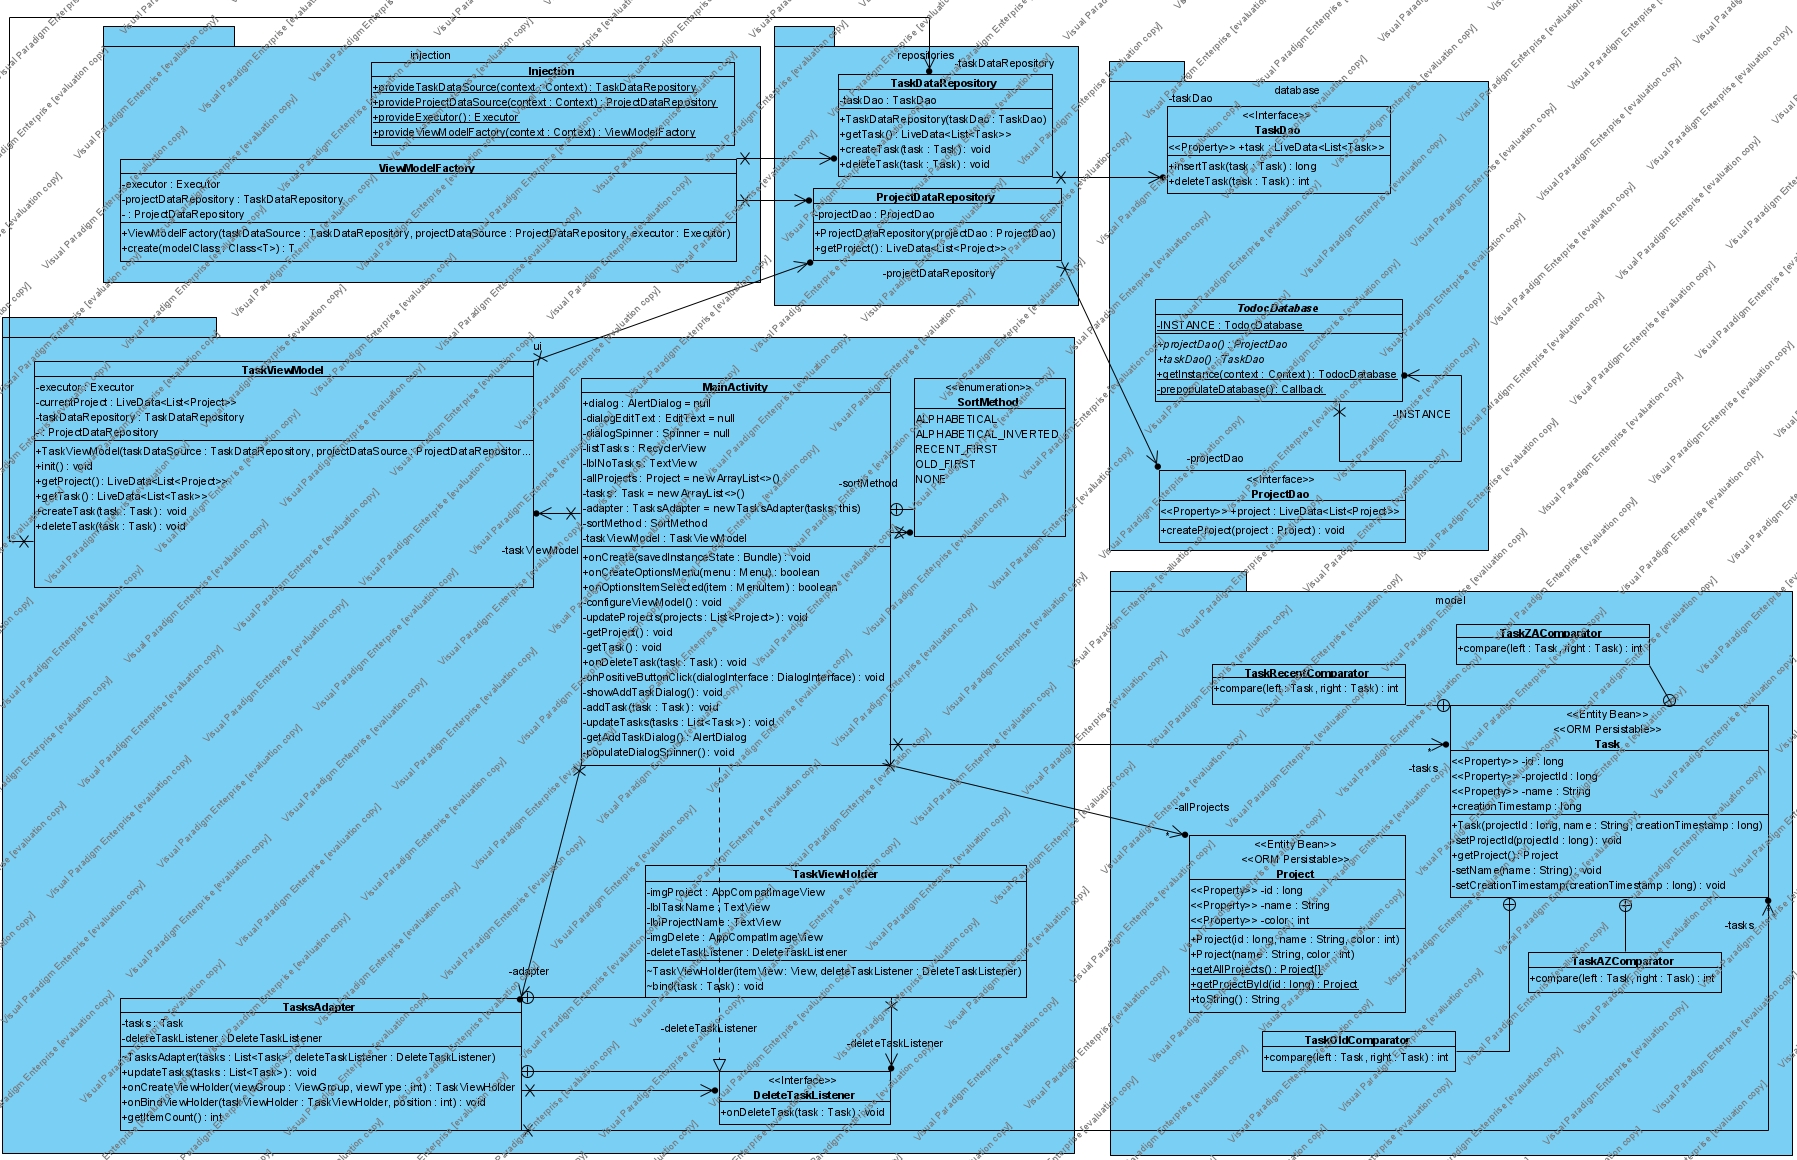 injection
Injection
+provideTaskDataSource(context : Context) : TaskDataRepository
+provideProjectDataSource(context : Context) : ProjectDataRepository
+provideExecutor() : Executor
+provideViewModelFactory(context : Context) : ViewModelFactory
ViewModelFactory
-executor : Executor
-projectDataRepository : TaskDataRepository
- : ProjectDataRepository
+ViewModelFactory(taskDataSource : TaskDataRepository, projectDataSource : ProjectDataRepository, executor : Executor)
+create(modelClass : Class<T>) : T
repositories
-taskDataRepository
TaskDataRepository
-taskDao : TaskDao
+TaskDataRepository(taskDao : TaskDao)
+getTask() : LiveData<List<Task>>
+createTask(task : Task) : void
+deleteTask(task : Task) : void
ProjectDataRepository
-projectDao : ProjectDao
+ProjectDataRepository(projectDao : ProjectDao)
+getProject() : LiveData<List<Project>>
-projectDataRepository
database
-taskDao
<<Interface>>
TaskDao
<<Property>> +task : LiveData<List<Task>>
+insertTask(task : Task) : long
+deleteTask(task : Task) : int
TodocDatabase
-INSTANCE : TodocDatabase
+projectDao() : ProjectDao
+taskDao() : TaskDao
+getInstance(context : Context) : TodocDatabase
-prepopulateDatabase() : Callback
-INSTANCE
-projectDao
<<Interface>>
ProjectDao
<<Property>> +project : LiveData<List<Project>>
+createProject(project : Project) : void
ui
TaskViewModel
-executor : Executor
-currentProject : LiveData<List<Project>>
-taskDataRepository : TaskDataRepository
- : ProjectDataRepository
+TaskViewModel(taskDataSource : TaskDataRepository, projectDataSource : ProjectDataRepositor...
+init() : void
+getProject() : LiveData<List<Project>>
+getTask() : LiveData<List<Task>>
+createTask(task : Task) : void
+deleteTask(task : Task) : void
-taskViewModel
MainActivity
+dialog : AlertDialog = null
-dialogEditText : EditText = null
-dialogSpinner : Spinner = null
-listTasks : RecyclerView
-lblNoTasks : TextView
-allProjects : Project = new ArrayList<>()
-tasks : Task = new ArrayList<>()
-adapter : TasksAdapter = new TasksAdapter(tasks, this)
-sortMethod : SortMethod
-taskViewModel : TaskViewModel
+onCreate(savedInstanceState : Bundle) : void
+onCreateOptionsMenu(menu : Menu) : boolean
+onOptionsItemSelected(item : MenuItem) : boolean
-configureViewModel() : void
-updateProjects(projects : List<Project>) : void
-getProject() : void
-getTask() : void
+onDeleteTask(task : Task) : void
-onPositiveButtonClick(dialogInterface : DialogInterface) : void
-showAddTaskDialog() : void
-addTask(task : Task) : void
-updateTasks(tasks : List<Task>) : void
-getAddTaskDialog() : AlertDialog
-populateDialogSpinner() : void
-sortMethod
<<enumeration>>
SortMethod
ALPHABETICAL
ALPHABETICAL_INVERTED
RECENT_FIRST
OLD_FIRST
NONE
TaskViewHolder
-imgProject : AppCompatImageView
-lblTaskName : TextView
-lblProjectName : TextView
-imgDelete : AppCompatImageView
-deleteTaskListener : DeleteTaskListener
~TaskViewHolder(itemView : View, deleteTaskListener : DeleteTaskListener)
~bind(task : Task) : void
-adapter
TasksAdapter
-tasks : Task
-deleteTaskListener : DeleteTaskListener
~TasksAdapter(tasks : List<Task>, deleteTaskListener : DeleteTaskListener)
~updateTasks(tasks : List<Task>) : void
+onCreateViewHolder(viewGroup : ViewGroup, viewType : int) : TaskViewHolder
+onBindViewHolder(taskViewHolder : TaskViewHolder, position : int) : void
+getItemCount() : int
-deleteTaskListener
-deleteTaskListener
<<Interface>>
DeleteTaskListener
+onDeleteTask(task : Task) : void
model
TaskZAComparator
+compare(left : Task, right : Task) : int
TaskRecentComparator
+compare(left : Task, right : Task) : int
<<Entity Bean>>
<<ORM Persistable>>
Task
<<Property>> -id : long
<<Property>> -projectId : long
<<Property>> -name : String
+creationTimestamp : long
+Task(projectId : long, name : String, creationTimestamp : long)
-setProjectId(projectId : long) : void
+getProject() : Project
-setName(name : String) : void
-setCreationTimestamp(creationTimestamp : long) : void
*
-tasks
-allProjects
*
<<Entity Bean>>
<<ORM Persistable>>
Project
<<Property>> -id : long
<<Property>> -name : String
<<Property>> -color : int
+Project(id : long, name : String, color : int)
+Project(name : String, color : int)
+getAllProjects() : Project[]
+getProjectById(id : long) : Project
+toString() : String
*
-tasks
TaskAZComparator
+compare(left : Task, right : Task) : int
TaskOldComparator
+compare(left : Task, right : Task) : int
Visual Paradigm Enterprise [evaluation copy]